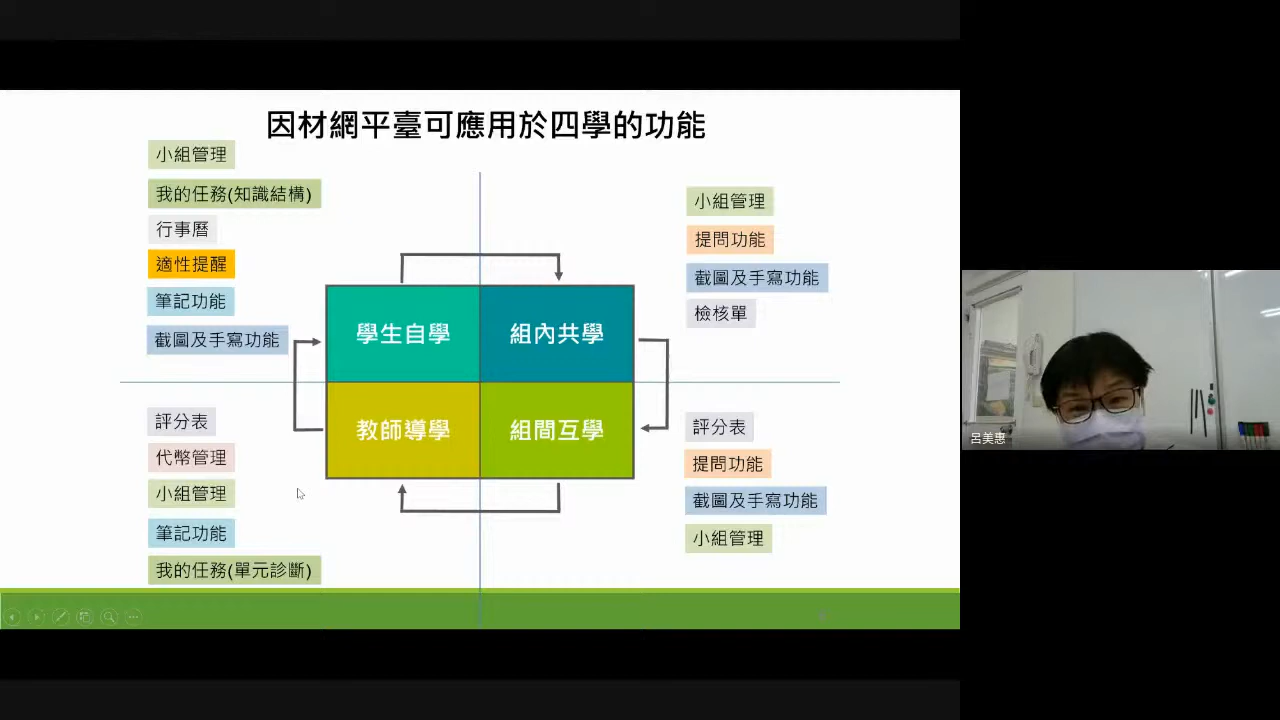 因材網平臺可應用於四學的功能
小組管理
我的任務(知識結構)
行事曆
適性提醒
筆記功能
截圖及手寫功能
小組管理
提問功能
截圖及手寫功能
檢核單
學生自學
組內共學
教師導學
組間互學
評分表
代幣管理
小組管理
筆記功能
我的任務(單元診斷)
評分表
提問功能
截圖及手寫功能
小組管理
呂美惠